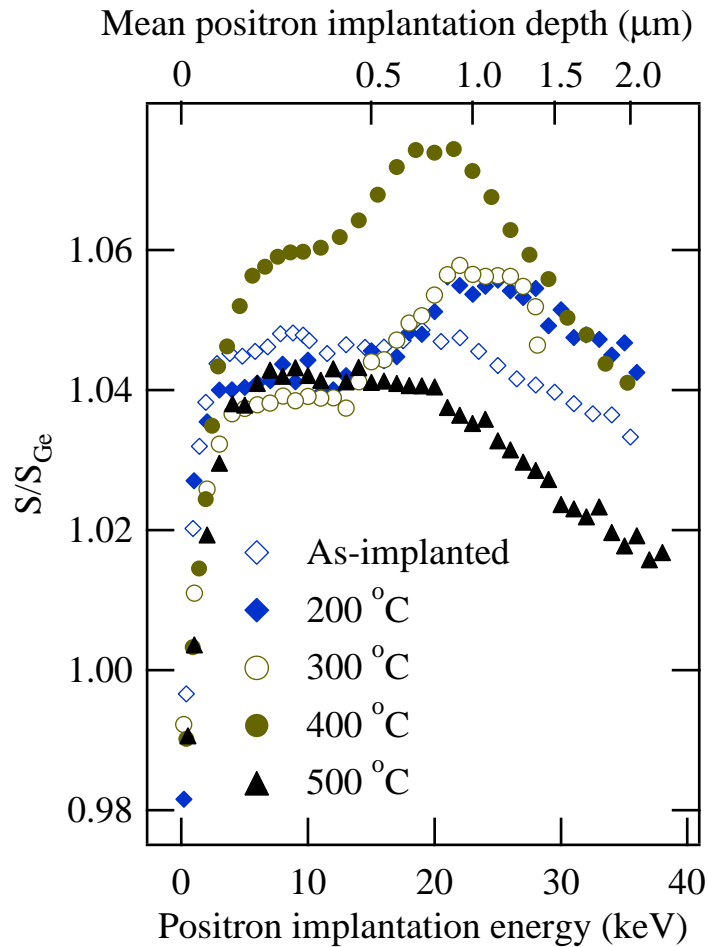 Mean positron implantation depth (μm)
0 0.5 1.0 1.5 2.0
1.06
1.04
1.02
1.00
0.98
S/S_Ge
As-implanted
200 °C
300 °C
400 °C
500 °C
0 10 20 30 40
Positron implantation energy (keV)